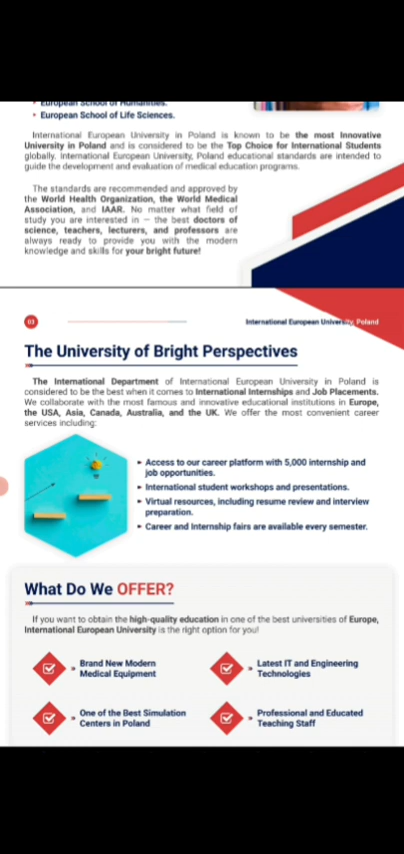 European School of Humanities.
European School of Life Sciences.
International European University in Poland is known to be the most Innovative
University in Poland and is considered to be the Top Choice for International Students
globally. International European University, Poland educational standards are intended to
guide the development and evaluation of medical education programs.
The standards are recommended and approved by
the World Health Organization, the World Medical
Association, and IAAR. No matter what field of
study you are interested in — the best doctors of
science, teachers, lecturers, and professors are
always ready to provide you with the modern
knowledge and skills for your bright future!
03
International European University, Poland
The University of Bright Perspectives
The International Department of International European University in Poland is
considered to be the best when it comes to International Internships and Job Placements.
We collaborate with the most famous and innovative educational institutions in Europe,
the USA, Asia, Canada, Australia, and the UK. We offer the most convenient career
services including:
Access to our career platform with 5,000 internship and
job opportunities.
International student workshops and presentations.
Virtual resources, including resume review and interview
preparation.
Career and Internship fairs are available every semester.
What Do We OFFER?
If you want to obtain the high-quality education in one of the best universities of Europe,
International European University is the right option for you!
Brand New Modern
Medical Equipment
Latest IT and Engineering
Technologies
One of the Best Simulation
Centers in Poland
Professional and Educated
Teaching Staff